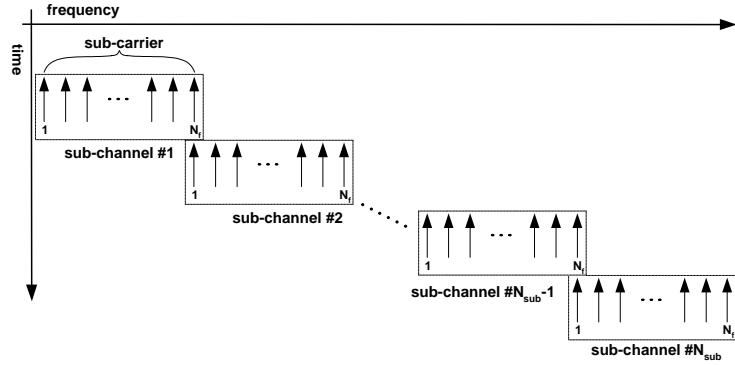 frequency
time
sub-carrier
1 ... N_f
sub-channel #1
1 ... N_f
sub-channel #2
1 ... N_f
sub-channel #N_sub-1
1 ... N_f
sub-channel #N_sub